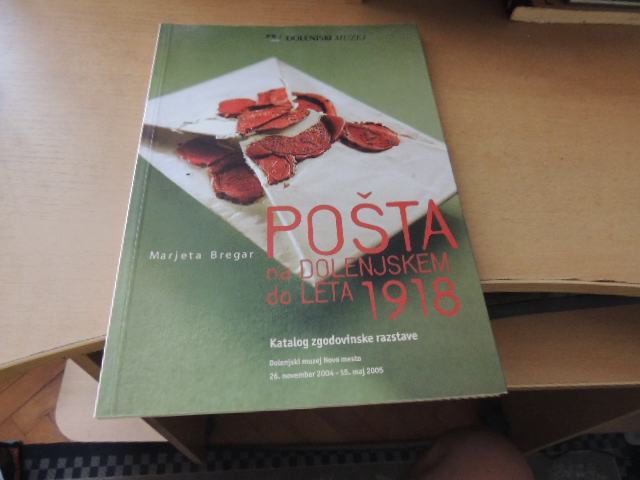 DOLENJSKI MUZEJ
Marjeta Bregar
POŠTA
na DOLENJSKEM
do LETA 1918
Katalog zgodovinske razstave
Dolenjski muzej Novo mesto
26. november 2004 - 15. maj 2005